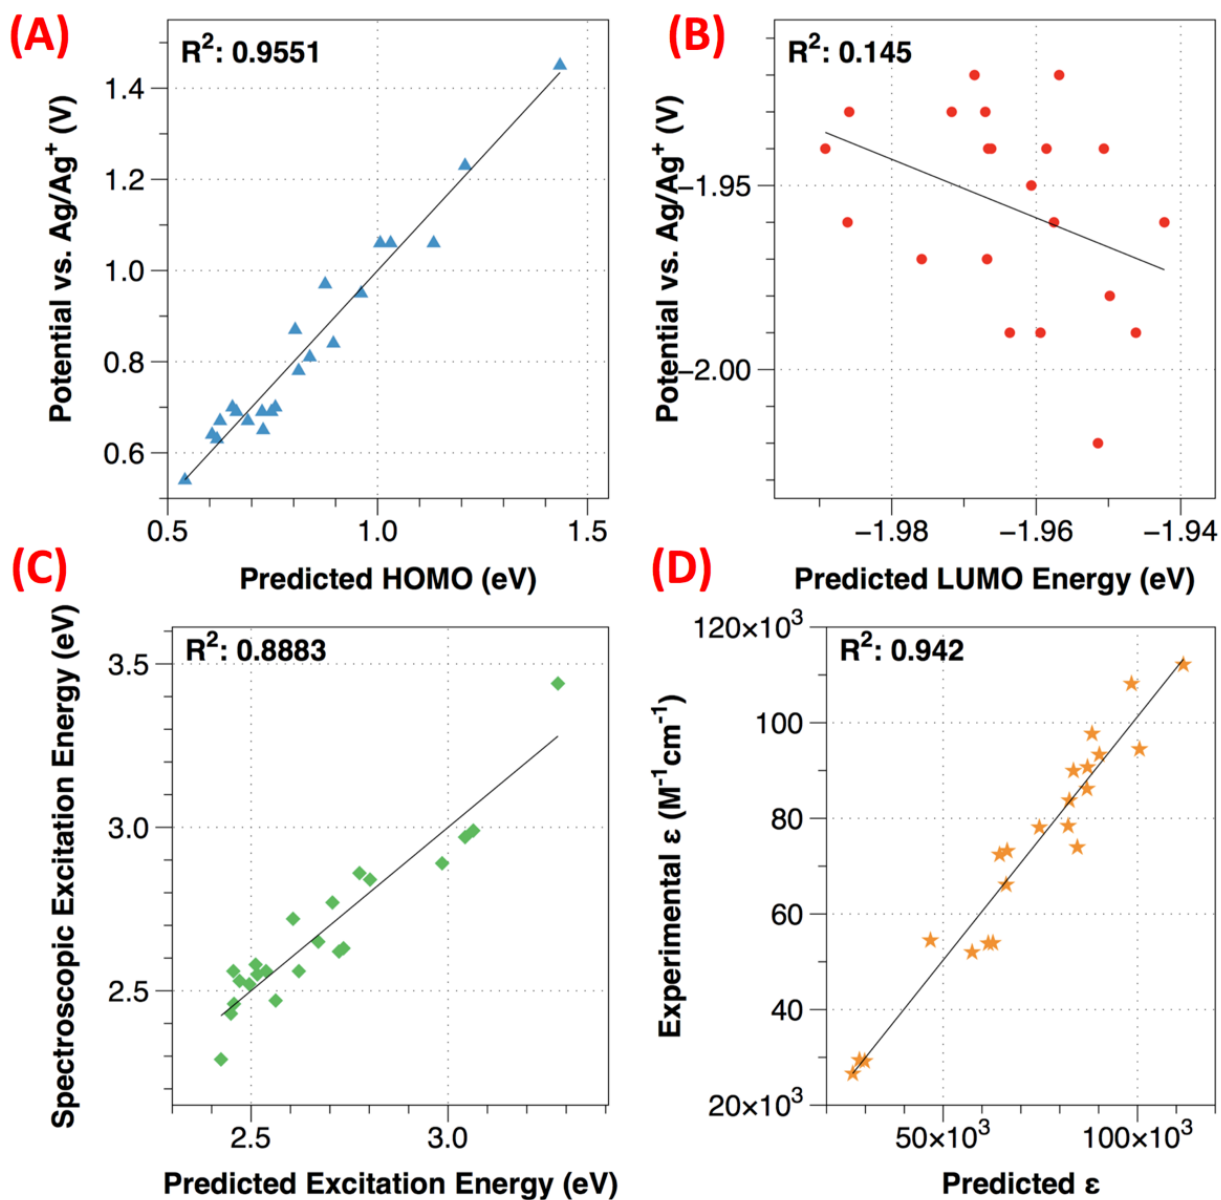 (A)
R²: 0.9551
Potential vs. Ag/Ag⁺ (V)
1.4
1.2
1.0
0.8
0.6
0.5
1.0
1.5
Predicted HOMO (eV)
(B)
R²: 0.145
Potential vs. Ag/Ag⁺ (V)
−1.95
−2.00
−1.98
−1.96
−1.94
Predicted LUMO Energy (eV)
(C)
R²: 0.8883
Spectroscopic Excitation Energy (eV)
3.5
3.0
2.5
2.5
3.0
Predicted Excitation Energy (eV)
(D)
R²: 0.942
Experimental ε (M⁻¹cm⁻¹)
120×10³
100
80
60
40
20×10³
50×10³
100×10³
Predicted ε